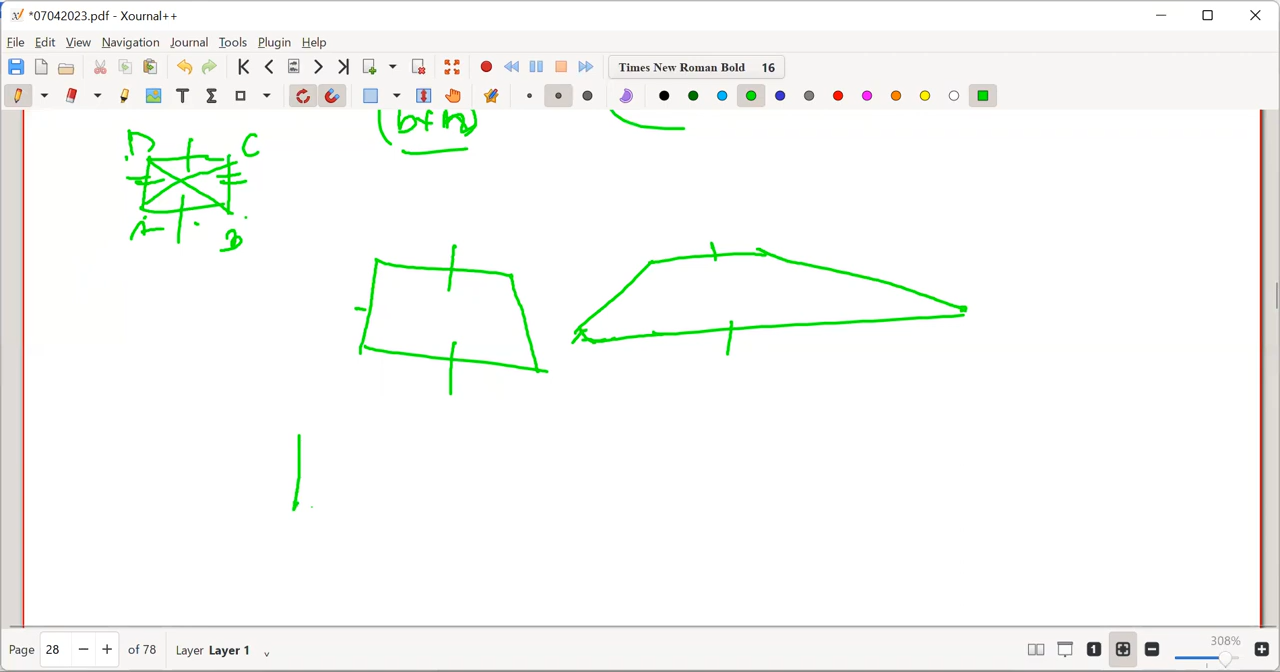 *07042023.pdf - Xournal++
File Edit View Navigation Journal Tools Plugin Help
Times New Roman Bold 16
D C
A B
Page 28 of 78 Layer Layer 1 1 308%